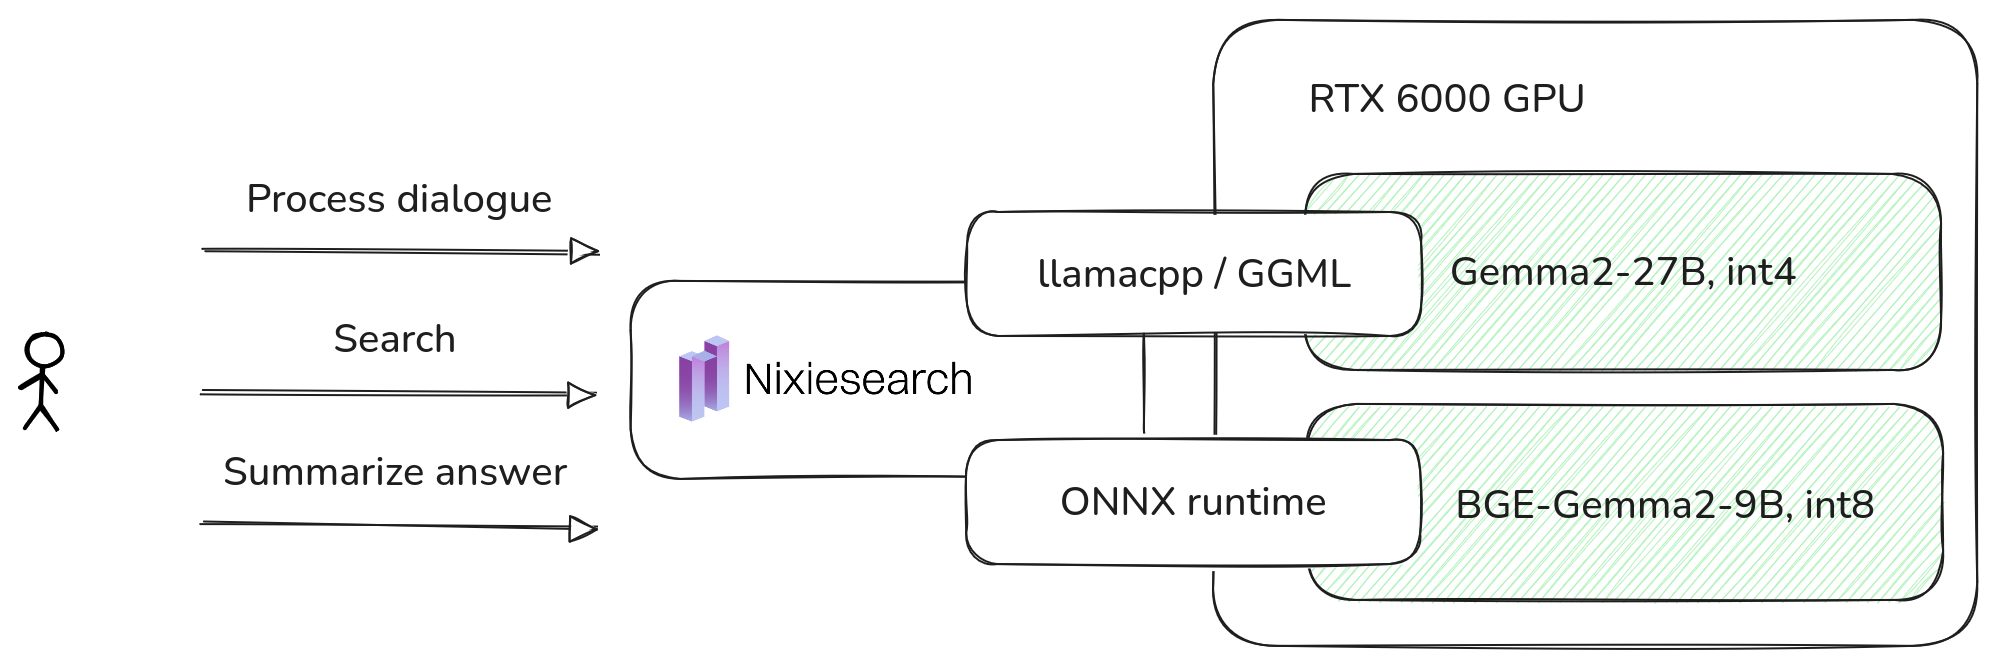 RTX 6000 GPU
Process dialogue
llamacpp / GGML
Gemma2-27B, int4
Search
Nixiesearch
Summarize answer
ONNX runtime
BGE-Gemma2-9B, int8